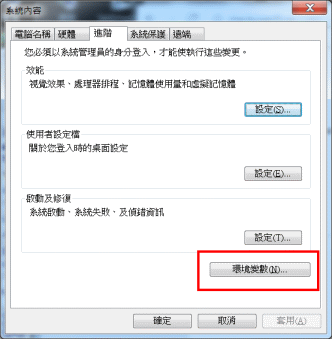 系統內容
電腦名稱 硬體 進階 系統保護 遠端
您必須以系統管理員的身分登入，才能使執行這些變更。
效能
視覺效果、處理器排程、記憶體使用量和虛擬記憶體
設定(S)...
使用者設定檔
關於您登入時的桌面設定
設定(E)...
啟動及修復
系統啟動、系統失敗、及偵錯資訊
設定(T)...
環境變數(N)...
確定 取消 套用(A)